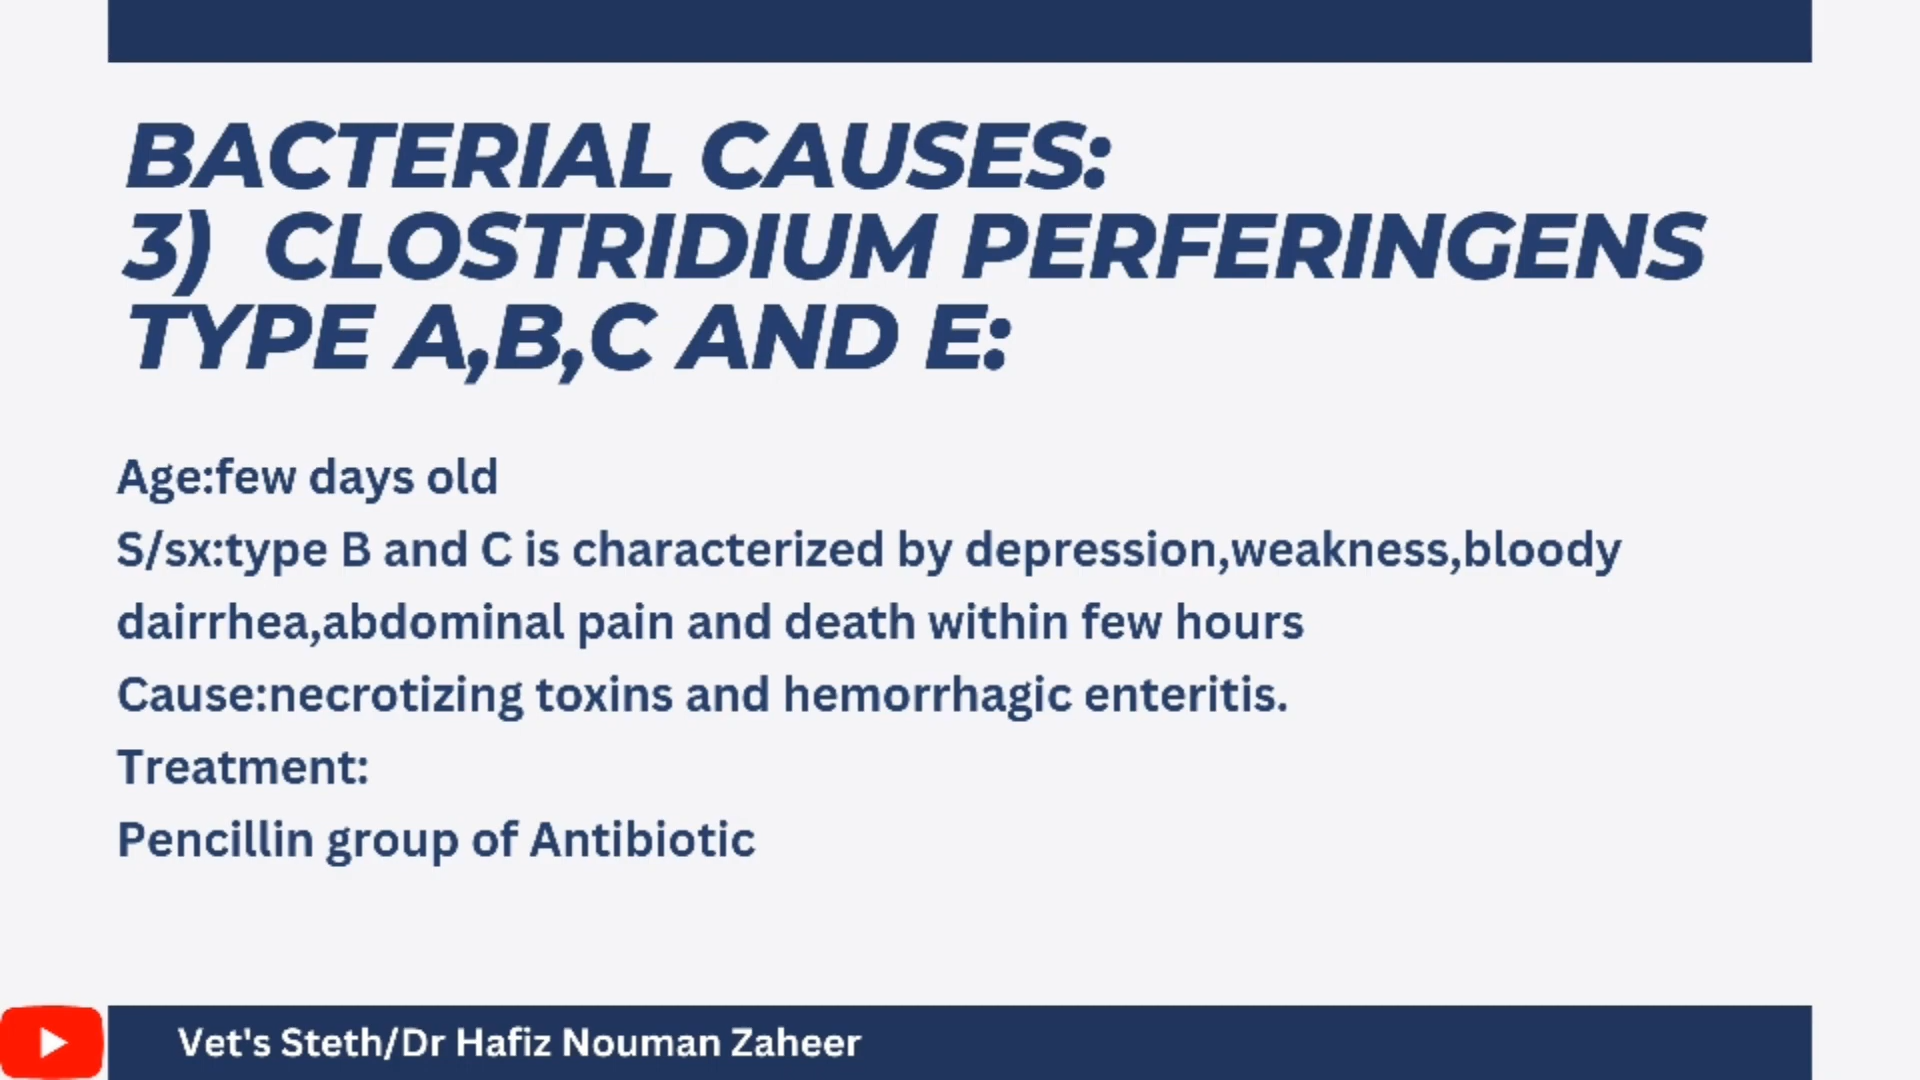 BACTERIAL CAUSES:
3) CLOSTRIDIUM PERFERINGENS
TYPE A,B,C AND E:
Age:few days old
S/sx:type B and C is characterized by depression,weakness,bloody
dairrhea,abdominal pain and death within few hours
Cause:necrotizing toxins and hemorrhagic enteritis.
Treatment:
Pencillin group of Antibiotic
Vet's Steth/Dr Hafiz Nouman Zaheer